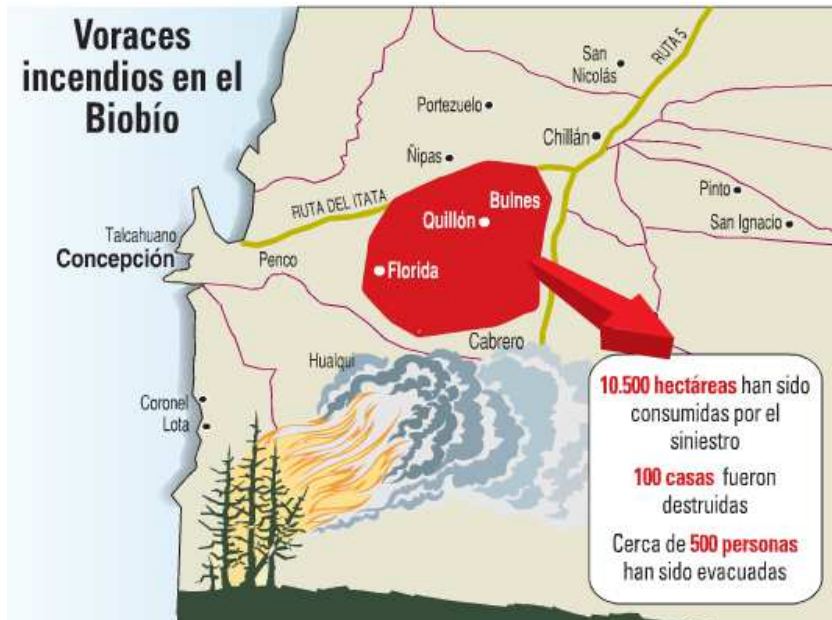 Voraces
incendios en el
Biobío
San
Nicolás
RUTA 5
Portezuelo
Chillán
Ñipas
Pinto
RUTA DEL ITATA
Bulnes
Quillón
San Ignacio
Talcahuano
Concepción
Penco
Florida
Cabrero
Hualqui
Coronel
Lota
10.500 hectáreas han sido
consumidas por el
siniestro
100 casas fueron
destruidas
Cerca de 500 personas
han sido evacuadas